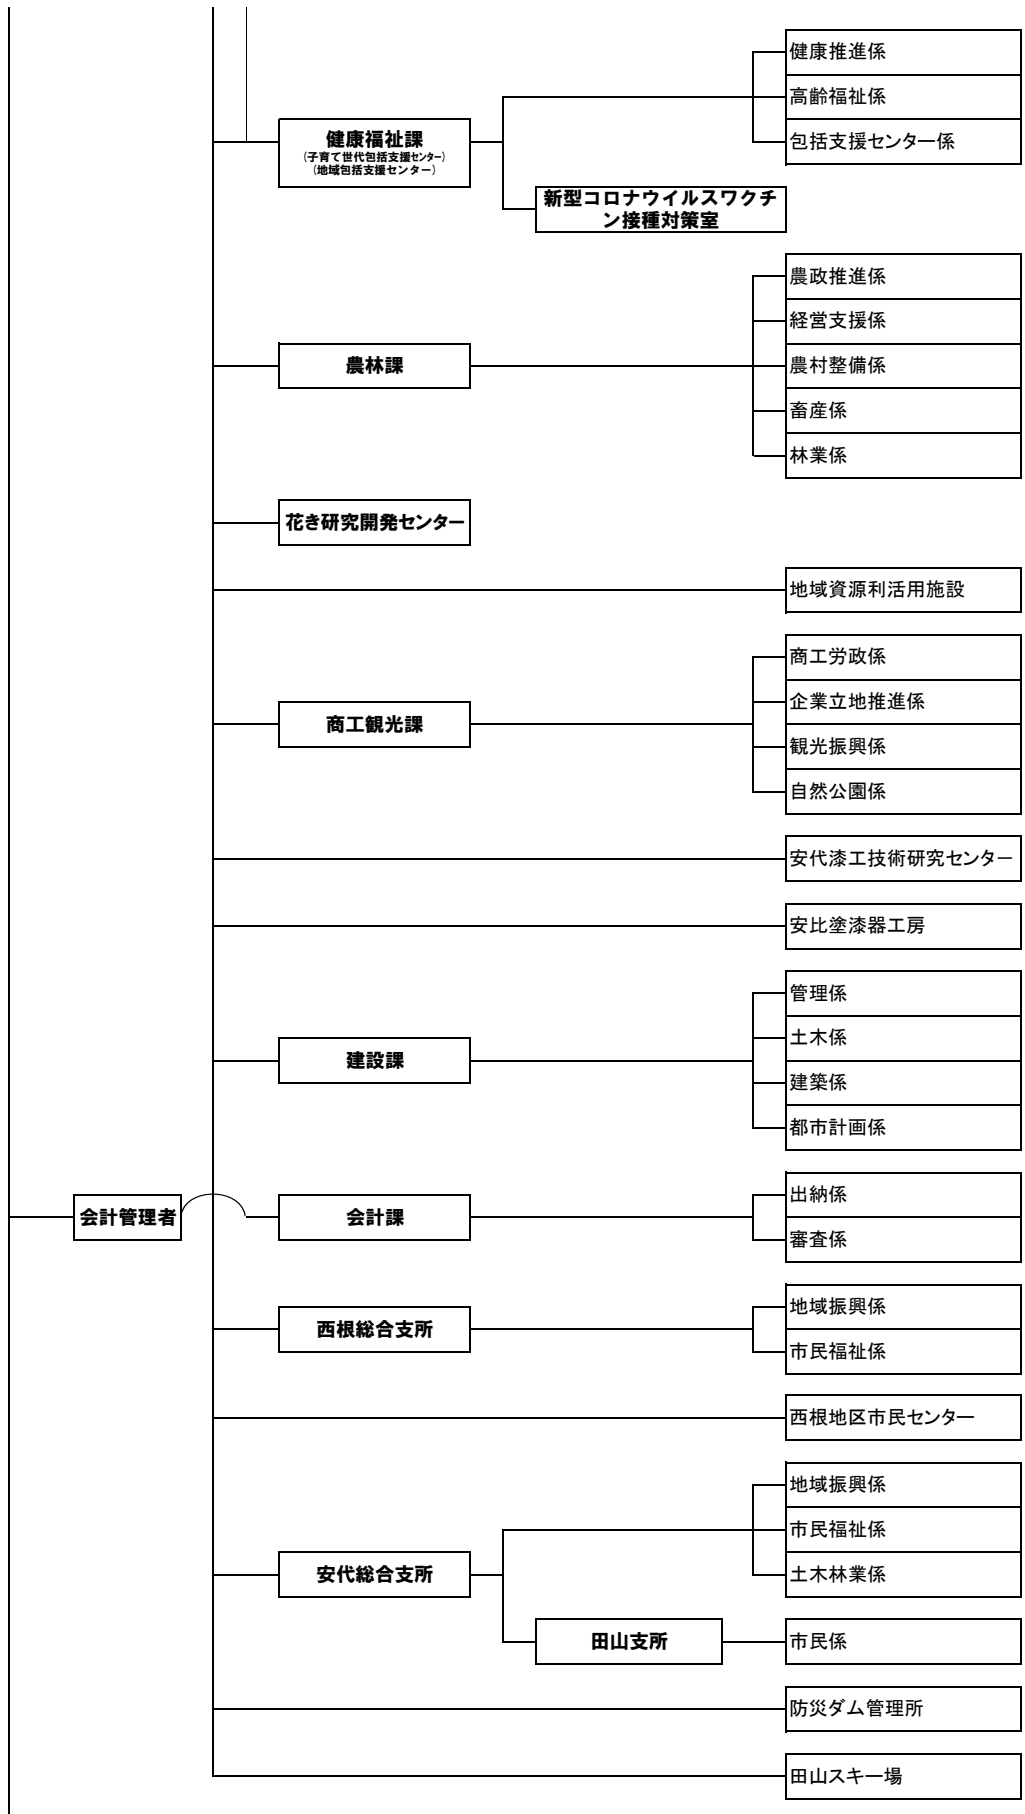 健康推進係
高齢福祉係
包括支援センター係
健康福祉課
(子育て世代包括支援センター)
(地域包括支援センター)
新型コロナウイルスワクチ
ン接種対策室
農政推進係
経営支援係
農村整備係
畜産係
林業係
農林課
花き研究開発センター
地域資源利活用施設
商工労政係
企業立地推進係
観光振興係
自然公園係
商工観光課
安代漆工技術研究センター
安比塗漆器工房
管理係
土木係
建築係
都市計画係
建設課
会計管理者
会計課
出納係
審査係
西根総合支所
地域振興係
市民福祉係
西根地区市民センター
地域振興係
市民福祉係
土木林業係
安代総合支所
田山支所
市民係
防災ダム管理所
田山スキー場